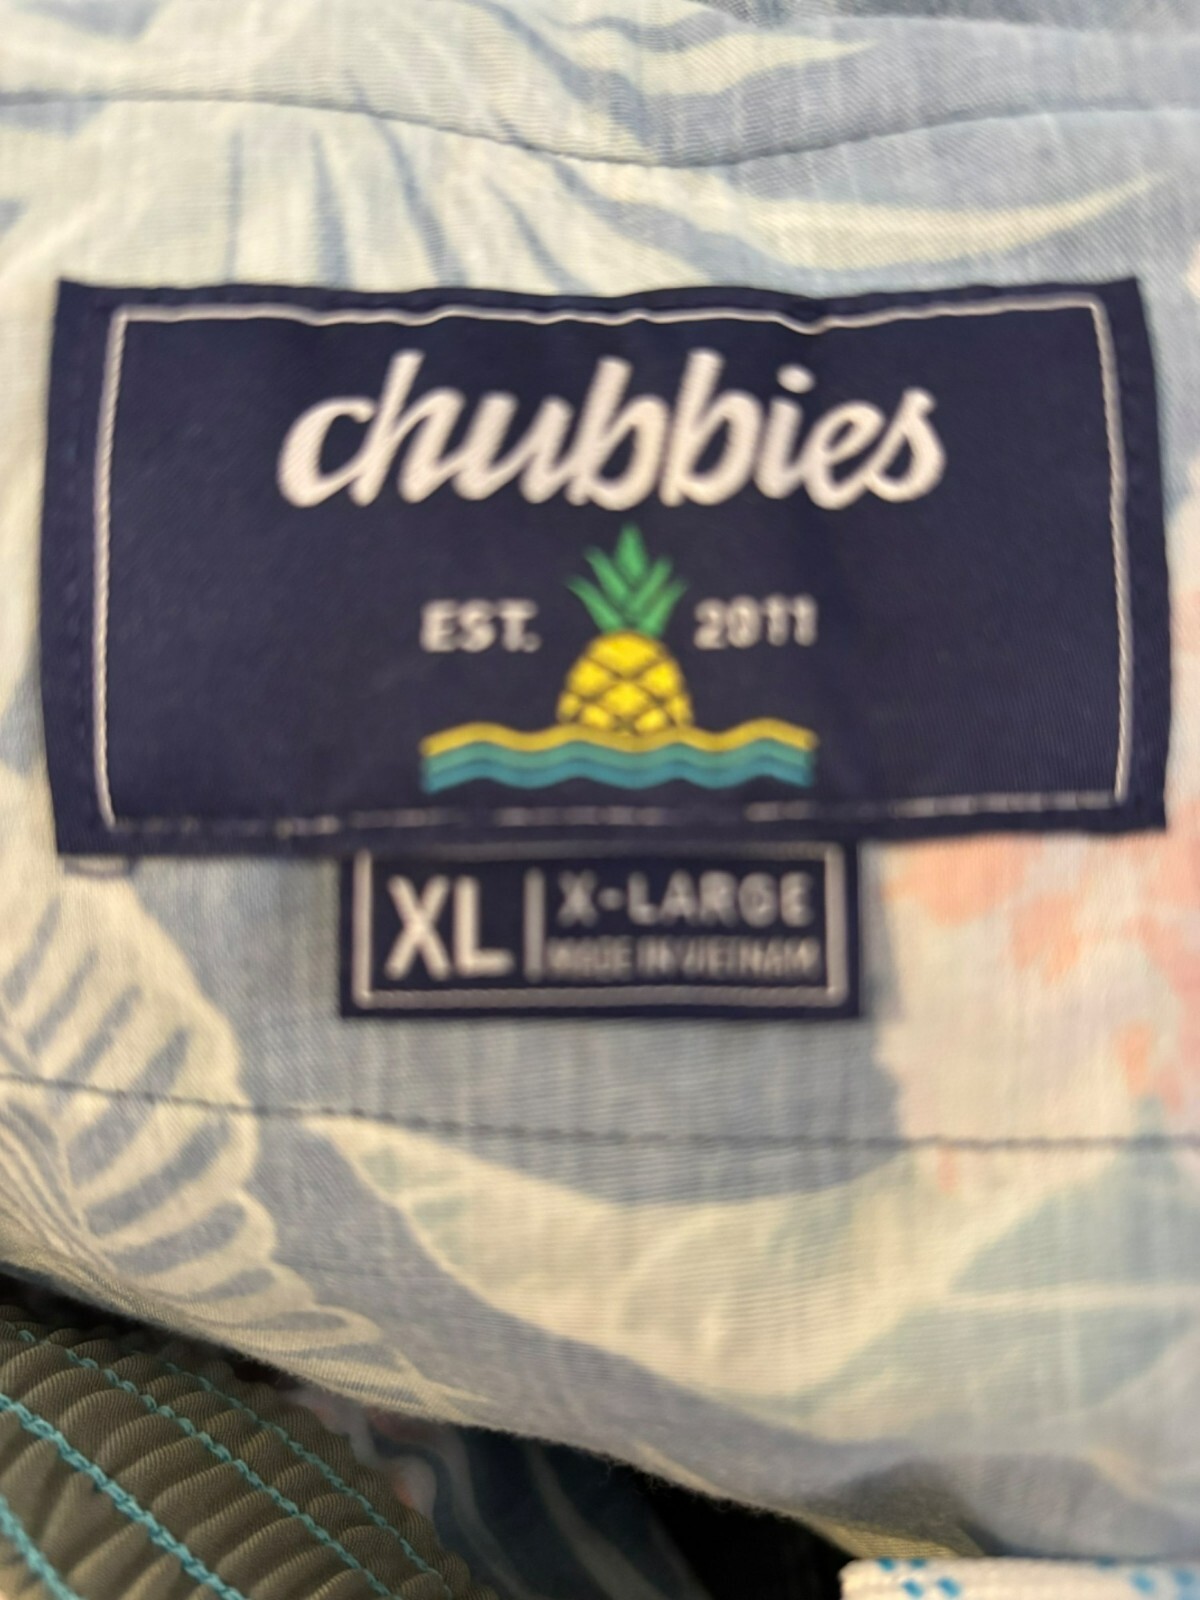 chubbies
EST. 2011
XL X-LARGE
MADE IN VIETNAM